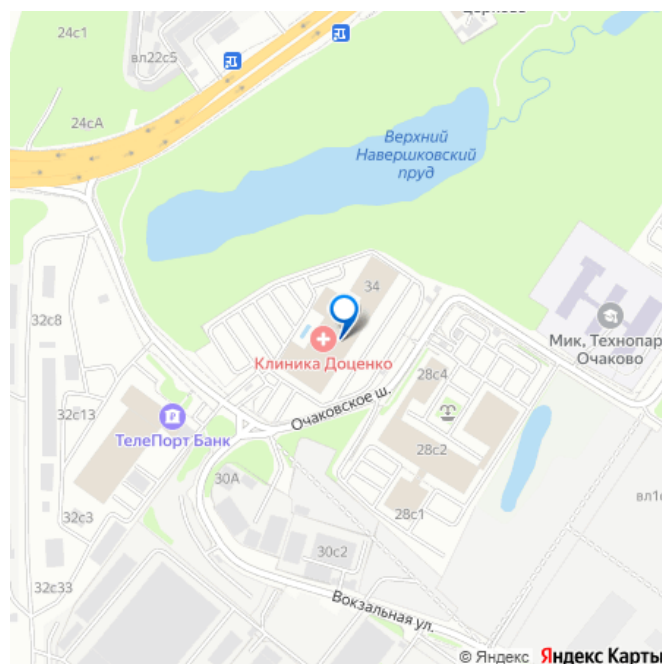 24с1
вл22с5
24сА
Верхний
Навершковский
пруд
34
32с8
Клиника Доценко
Мик, Технопар
Очаково
28с4
Очаковское ш.
32с13
ТелеПорт Банк
28с2
30А
32с3
28с1
30с2
32с33
Вокзальная ул.
© Яндекс Яндекс Карты